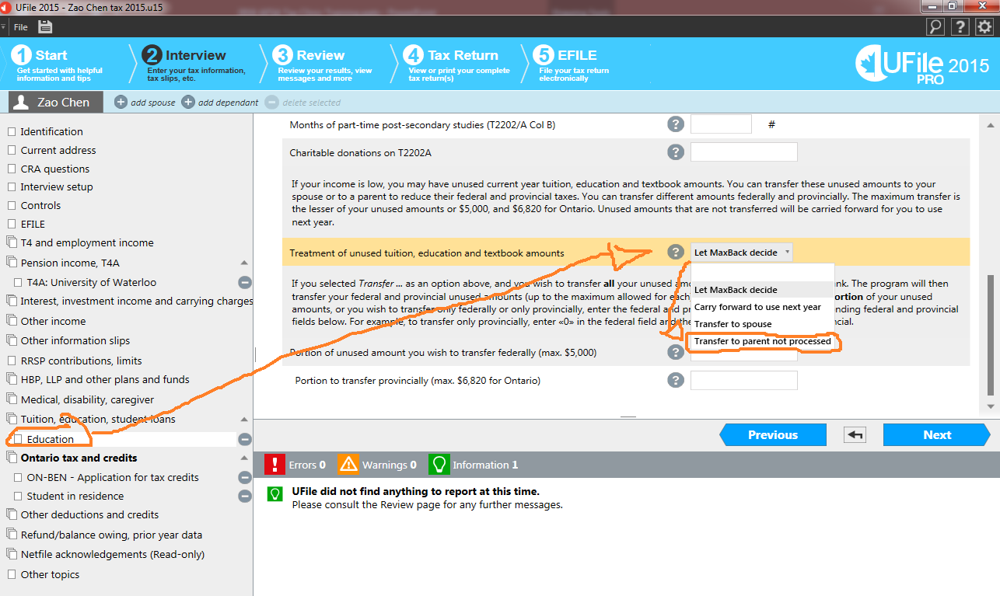 UFile 2015 - Zao Chen tax 2015.u15
File
1 Start
Get started with helpful
information and tips
2 Interview
Enter your tax information,
tax slips, etc.
3 Review
Review your results, view
messages and more
4 Tax Return
View or print your complete
tax return(s)
5 EFILE
File your tax return
electronically
UFile 2015
PRO
Zao Chen
add spouse
add dependant
delete selected
Identification
Current address
CRA questions
Interview setup
Controls
EFILE
T4 and employment income
Pension income, T4A
T4A: University of Waterloo
Interest, investment income and carrying charges
Other income
Other information slips
RRSP contributions, limits
HBP, LLP and other plans and funds
Medical, disability, caregiver
Tuition, education, student loans
Education
Ontario tax and credits
ON-BEN - Application for tax credits
Student in residence
Other deductions and credits
Refund/balance owing, prior year data
Netfile acknowledgements (Read-only)
Other topics
Months of part-time post-secondary studies (T2202/A Col B)
?
#
Charitable donations on T2202A
?
If your income is low, you may have unused current year tuition, education and textbook amounts. You can transfer these unused amounts to your
spouse or to a parent to reduce their federal and provincial taxes. You can transfer different amounts federally and provincially. The maximum transfer is
the lesser of your unused amounts or $5,000, and $6,820 for Ontario. Unused amounts that are not transferred will be carried forward for you to use
next year.
Treatment of unused tuition, education and textbook amounts
?
Let MaxBack decide
Let MaxBack decide
Carry forward to use next year
Transfer to spouse
Transfer to parent not processed
If you selected Transfer ... as an option above, and you wish to transfer all your unused am nk. The program will then
transfer your federal and provincial unused amounts (up to the maximum allowed for each ortion of your unused
amounts, or you wish to transfer only federally or only provincially, enter the federal and pr nding federal and provincial
fields below. For example, to transfer only provincially, enter «0» in the federal field and the cial.
Portion of unused amount you wish to transfer federally (max. $5,000)
?
Portion to transfer provincially (max. $6,820 for Ontario)
?
Previous
Next
Errors 0
Warnings 0
Information 1
UFile did not find anything to report at this time.
Please consult the Review page for any further messages.